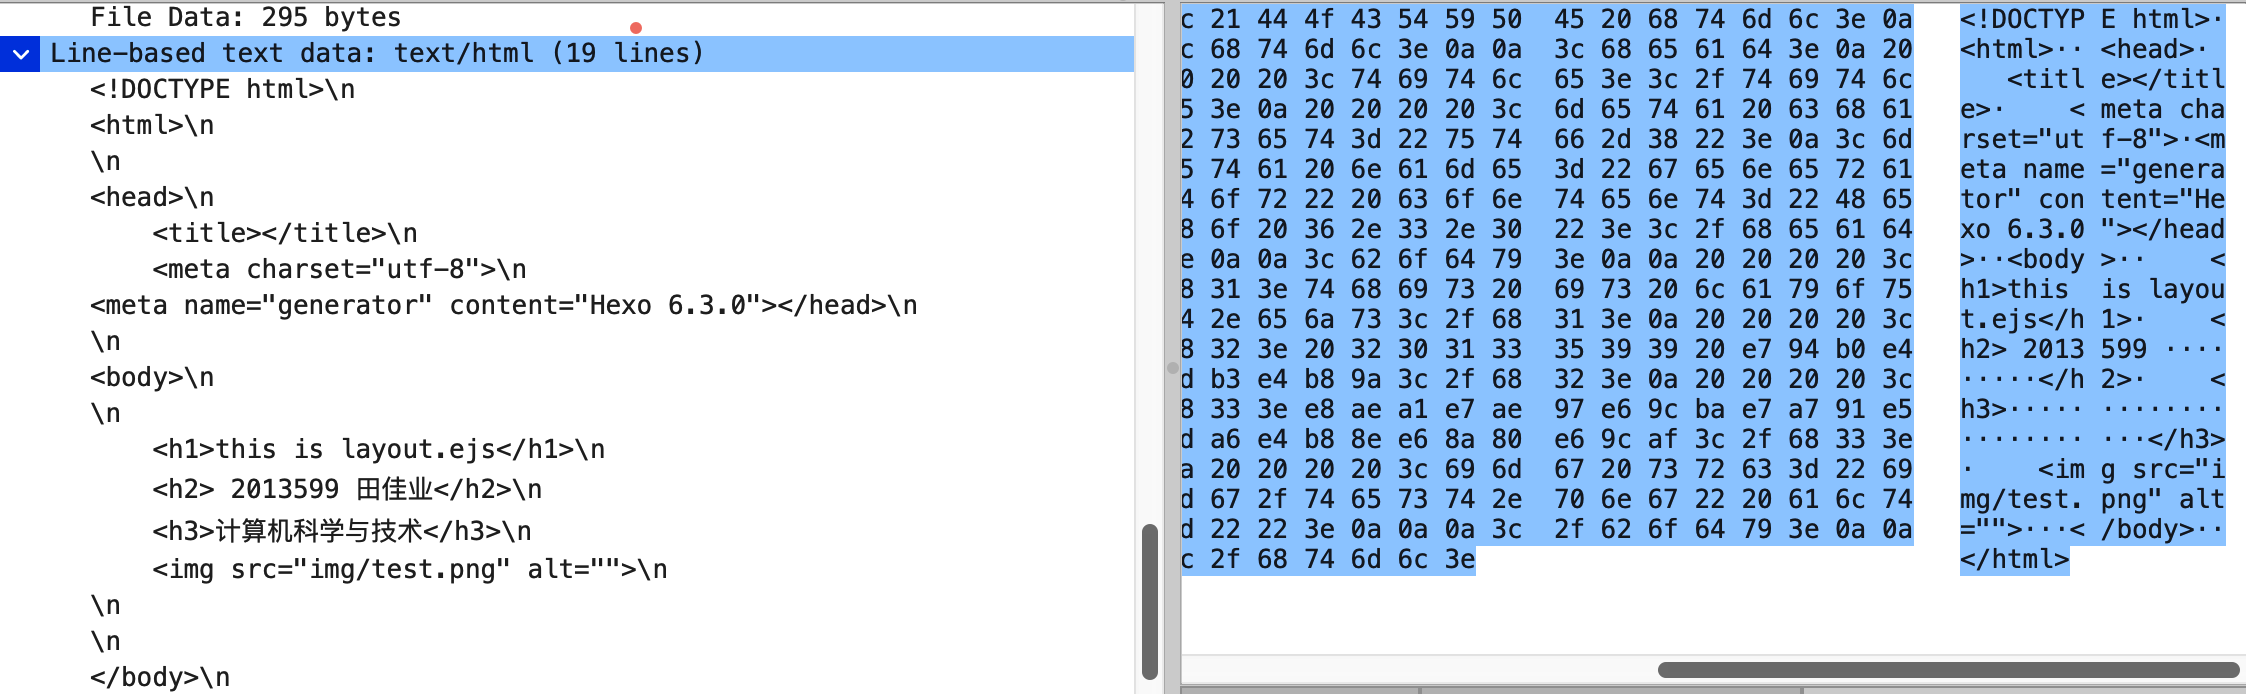 File Data: 295 bytes
Line-based text data: text/html (19 lines)
<!DOCTYPE html>\n
<html>\n
\n
<head>\n
    <title></title>\n
    <meta charset="utf-8">\n
<meta name="generator" content="Hexo 6.3.0"></head>\n
\n
<body>\n
\n
    <h1>this is layout.ejs</h1>\n
    <h2> 2013599 田佳业</h2>\n
    <h3>计算机科学与技术</h3>\n
    <img src="img/test.png" alt="">\n
\n
\n
</body>\n
c 21 44 4f 43 54 59 50  45 20 68 74 6d 6c 3e 0a  <!DOCTYP E html>·
c 68 74 6d 6c 3e 0a 0a  3c 68 65 61 64 3e 0a 20  <html>·· <head>·
0 20 20 3c 74 69 74 6c  65 3e 3c 2f 74 69 74 6c     <titl e></titl
5 3e 0a 20 20 20 20 3c  6d 65 74 61 20 63 68 61  e>·    < meta cha
2 73 65 74 3d 22 75 74  66 2d 38 22 3e 0a 3c 6d  rset="ut f-8">·<m
5 74 61 20 6e 61 6d 65  3d 22 67 65 6e 65 72 61  eta name ="genera
4 6f 72 22 20 63 6f 6e  74 65 6e 74 3d 22 48 65  tor" con tent="He
8 6f 20 36 2e 33 2e 30  22 3e 3c 2f 68 65 61 64  xo 6.3.0 "></head
e 0a 0a 3c 62 6f 64 79  3e 0a 0a 20 20 20 20 3c  >··<body >··    <
8 31 3e 74 68 69 73 20  69 73 20 6c 61 79 6f 75  h1>this  is layou
4 2e 65 6a 73 3c 2f 68  31 3e 0a 20 20 20 20 3c  t.ejs</h 1>·    <
8 32 3e 20 32 30 31 33  35 39 39 20 e7 94 b0 e4  h2> 2013 599 ····
d b3 e4 b8 9a 3c 2f 68  32 3e 0a 20 20 20 20 3c  ·····</h 2>·    <
8 33 3e e8 ae a1 e7 ae  97 e6 9c ba e7 a7 91 e5  h3>····· ········
d a6 e4 b8 8e e6 8a 80  e6 9c af 3c 2f 68 33 3e  ········ ···</h3>
a 20 20 20 20 3c 69 6d  67 20 73 72 63 3d 22 69  ·    <im g src="i
d 67 2f 74 65 73 74 2e  70 6e 67 22 20 61 6c 74  mg/test. png" alt
d 22 22 3e 0a 0a 0a 3c  2f 62 6f 64 79 3e 0a 0a  ="">···< /body>··
c 2f 68 74 6d 6c 3e  </html>